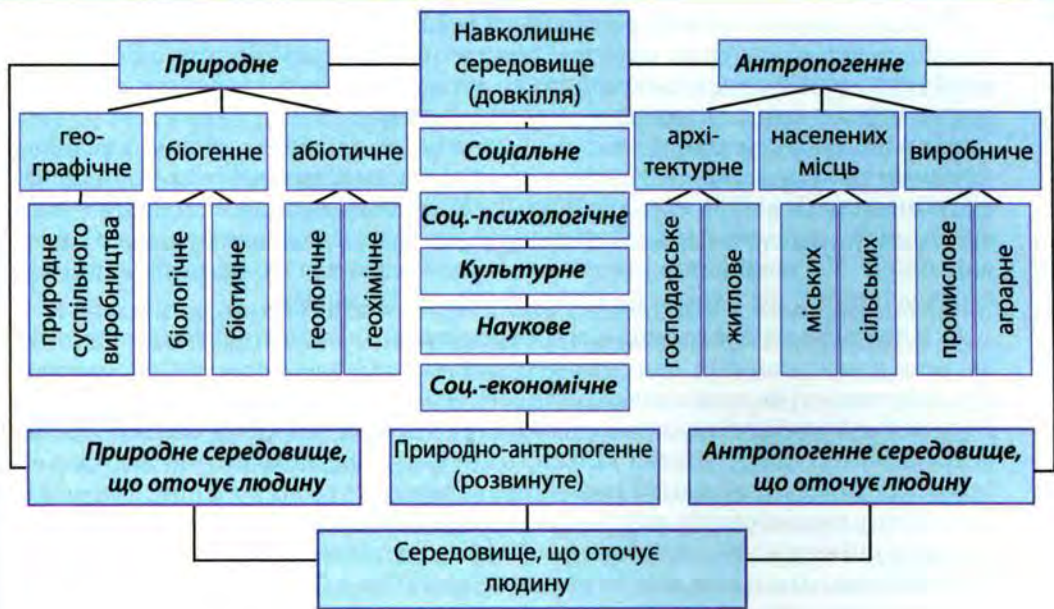 Навколишнє
середовище
(довкілля)
Природне
Антропогенне
гео-
графічне
біогенне
абіотичне
Соціальне
архі-
тектурне
населених
місць
виробниче
Соц.-психологічне
Культурне
Наукове
Соц.-економічне
природне
суспільного
виробництва
біологічне
біотичне
геологічне
геохімічне
господарське
житлове
міських
сільських
промислове
аграрне
Природне середовище,
що оточує людину
Природно-антропогенне
(розвинуте)
Антропогенне середовище,
що оточує людину
Середовище, що оточує
людину